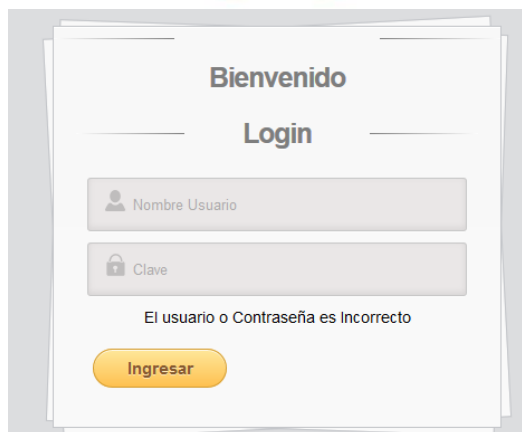 Bienvenido
Login
Nombre Usuario
Clave
El usuario o Contraseña es Incorrecto
Ingresar